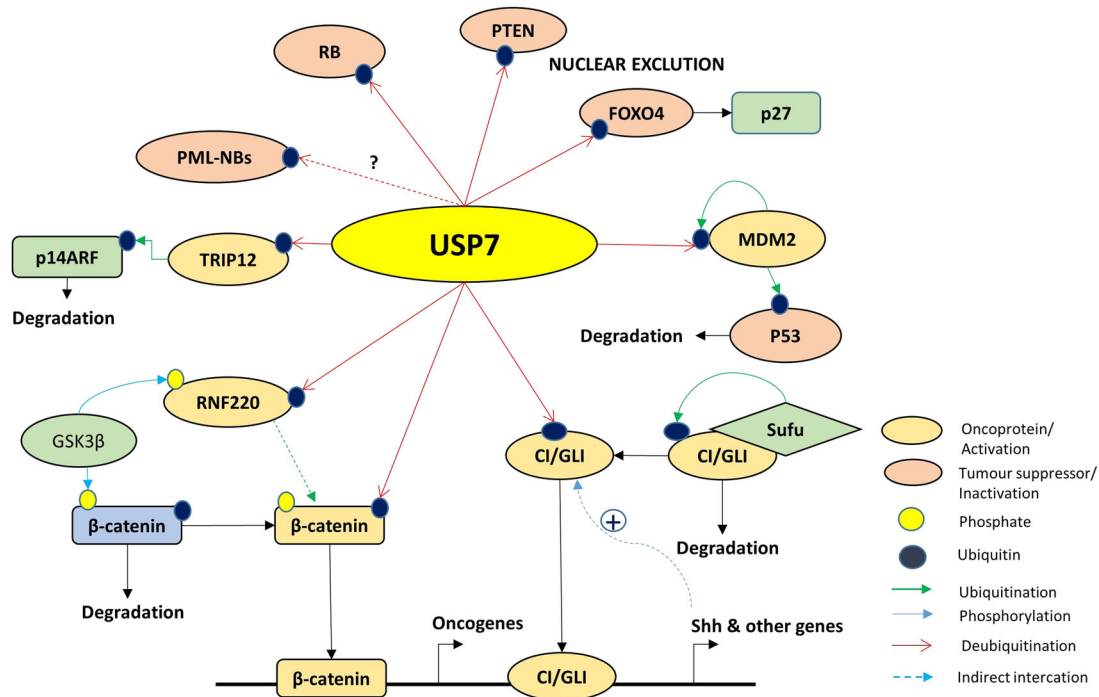 PTEN
RB
NUCLEAR EXCLUTION
FOXO4
p27
PML-NBs
?
USP7
MDM2
p14ARF
TRIP12
Degradation
Degradation
P53
RNF220
GSK3β
Sufu
CI/GLI
CI/GLI
β-catenin
β-catenin
+
Degradation
Degradation
Oncogenes
Shh & other genes
β-catenin
CI/GLI
Oncoprotein/
Activation
Tumour suppressor/
Inactivation
Phosphate
Ubiquitin
Ubiquitination
Phosphorylation
Deubiquitination
Indirect intercation